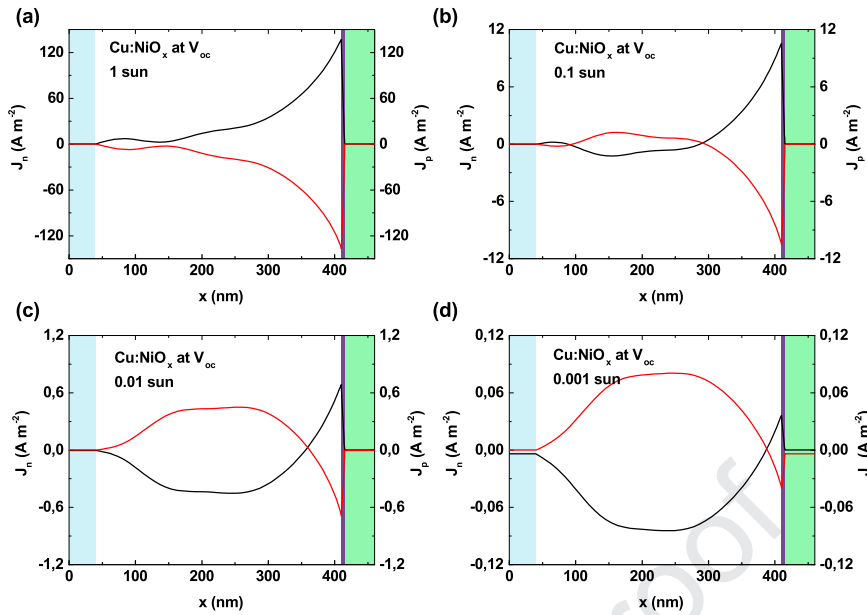 (a)
Cu:NiOx at Voc
1 sun
120
60
0
-60
-120
Jn (A m-2)
120
60
0
-60
-120
Jp (A m-2)
0 100 200 300 400
x (nm)
(b)
Cu:NiOx at Voc
0.1 sun
12
6
0
-6
-12
Jn (A m-2)
12
6
0
-6
-12
Jp (A m-2)
0 100 200 300 400
x (nm)
(c)
Cu:NiOx at Voc
0.01 sun
1,2
0,6
0,0
-0,6
-1,2
Jn (A m-2)
1,2
0,6
0,0
-0,6
-1,2
Jp (A m-2)
0 100 200 300 400
x (nm)
(d)
Cu:NiOx at Voc
0.001 sun
0,12
0,06
0,00
-0,06
-0,12
Jn (A m-2)
0,12
0,06
0,00
-0,06
-0,12
(A m-2)
0 100 200 300 400
x (nm)
roof